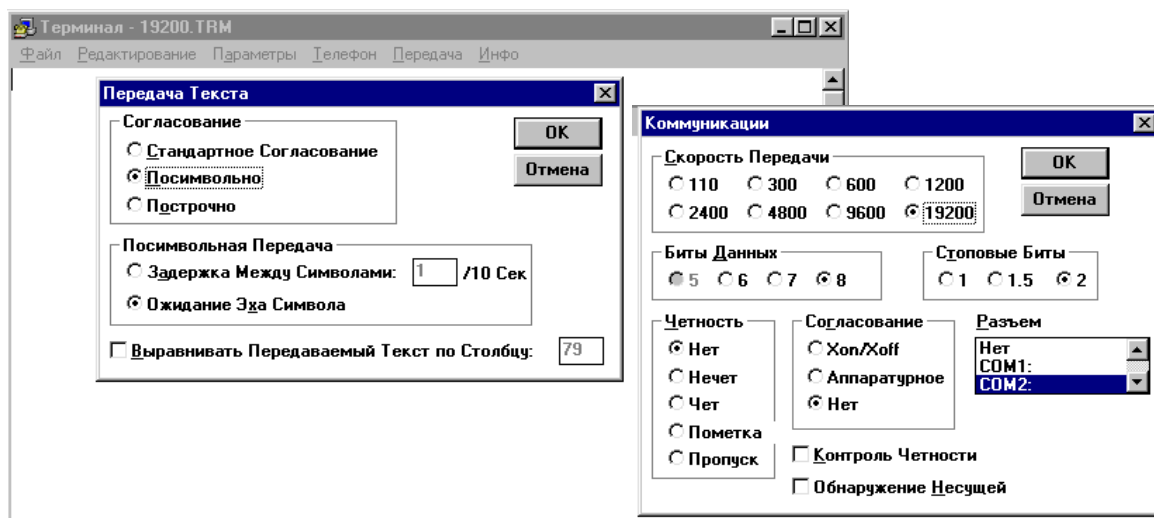 Терминал - 19200.TRM
Файл Редактирование Параметры Телефон Передача Инфо
Передача Текста
Согласование
Стандартное Согласование
Посимвольно
Построчно
OK
Отмена
Посимвольная Передача
Задержка Между Символами: 1 /10 Сек
Ожидание Эха Символа
Выравнивать Передаваемый Текст по Столбцу: 79
Коммуникации
Скорость Передачи
110 300 600 1200
2400 4800 9600 19200
OK
Отмена
Биты Данных
5 6 7 8
Стоповые Биты
1 1.5 2
Четность
Нет
Нечет
Чет
Пометка
Пропуск
Согласование
Xon/Xoff
Аппаратурное
Нет
Разъем
Нет
COM1:
COM2:
Контроль Четности
Обнаружение Несущей